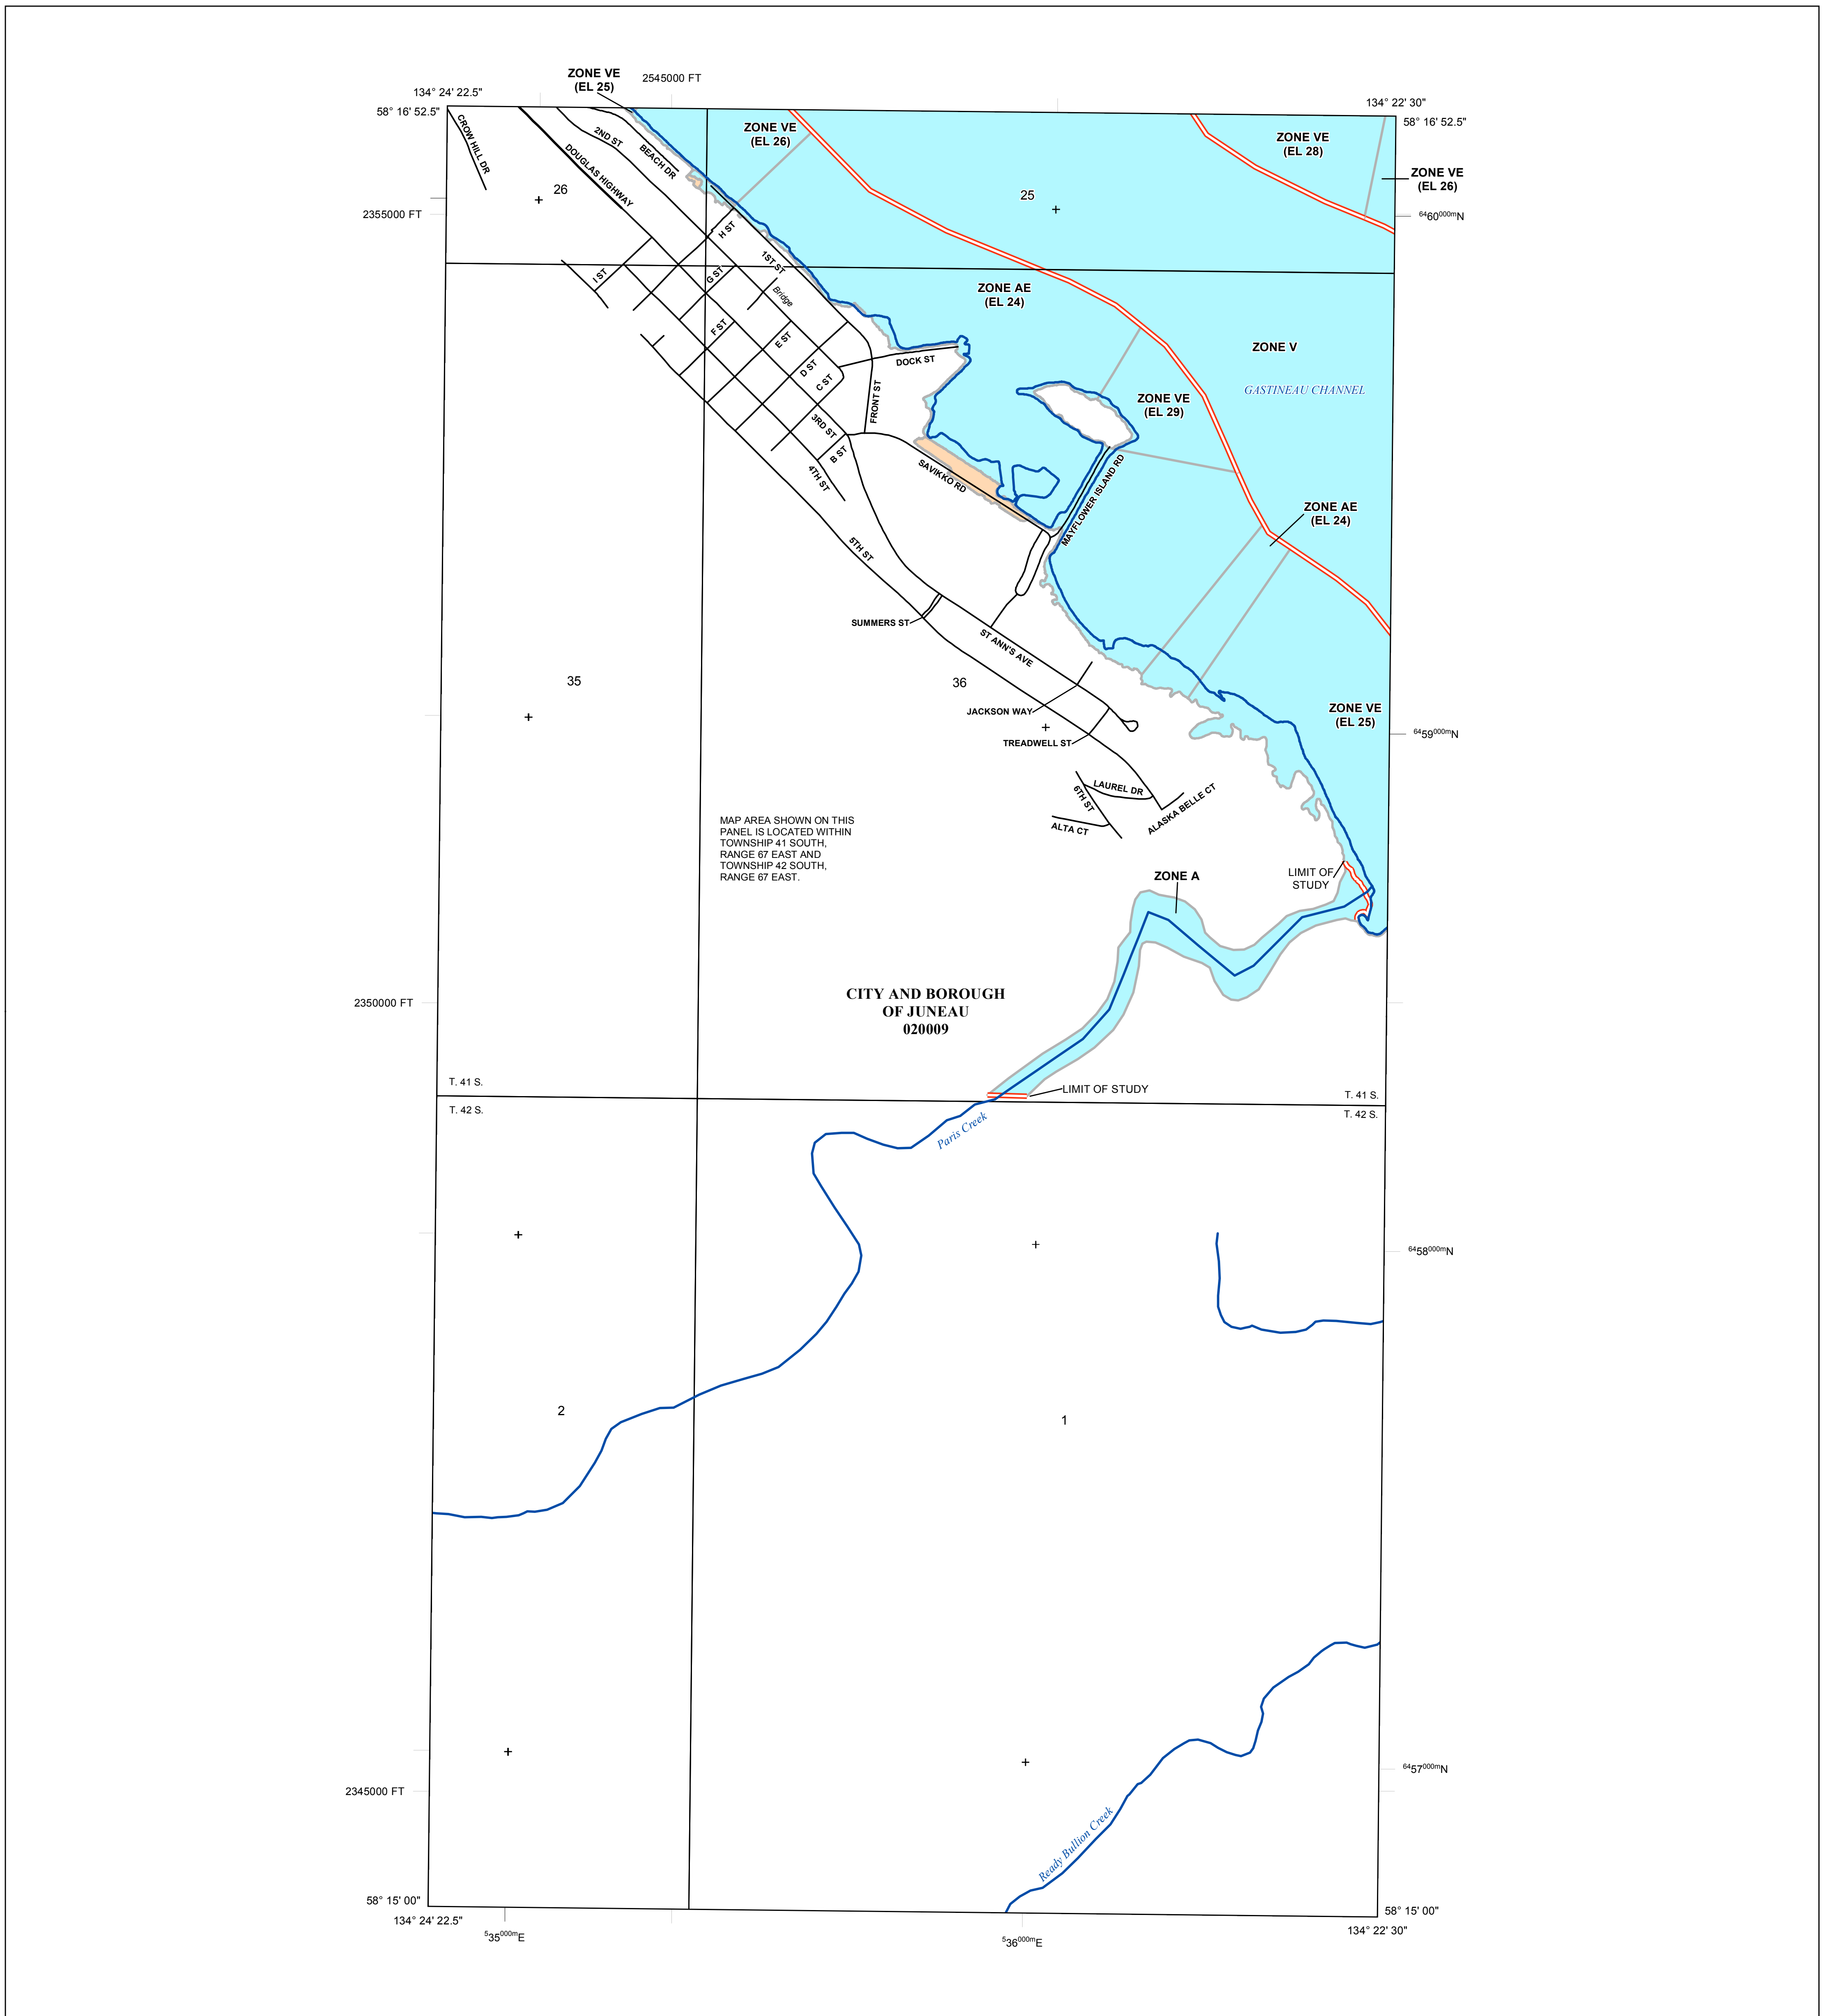 ZONE VE
(EL 25)
2545000 FT
134° 24' 22.5"
134° 22' 30"
58° 16' 52.5"
58° 16' 52.5"
CROW HILL DR
2ND ST
BEACH DR
DOUGLAS HIGHWAY
ZONE VE
(EL 26)
ZONE VE
(EL 28)
ZONE VE
(EL 26)
26
25
2355000 FT
6460000mN
H ST
1ST ST
I ST
G ST
Bridge
F ST
E ST
D ST
C ST
DOCK ST
FRONT ST
ZONE AE
(EL 24)
ZONE V
GASTINEAU CHANNEL
ZONE VE
(EL 29)
3RD ST
B ST
4TH ST
SAVIKKO RD
MAYFLOWER ISLAND RD
ZONE AE
(EL 24)
5TH ST
SUMMERS ST
ST ANN'S AVE
35
36
JACKSON WAY
TREADWELL ST
ZONE VE
(EL 25)
6459000mN
LAUREL DR
6TH ST
ALASKA BELLE CT
ALTA CT
MAP AREA SHOWN ON THIS
PANEL IS LOCATED WITHIN
TOWNSHIP 41 SOUTH,
RANGE 67 EAST AND
TOWNSHIP 42 SOUTH,
RANGE 67 EAST.
ZONE A
LIMIT OF
STUDY
CITY AND BOROUGH
OF JUNEAU
020009
2350000 FT
T. 41 S.
T. 42 S.
LIMIT OF STUDY
T. 41 S.
T. 42 S.
Paris Creek
6458000mN
2
1
6457000mN
2345000 FT
Ready Bullion Creek
58° 15' 00"
58° 15' 00"
134° 24' 22.5"
134° 22' 30"
535000mE
536000mE